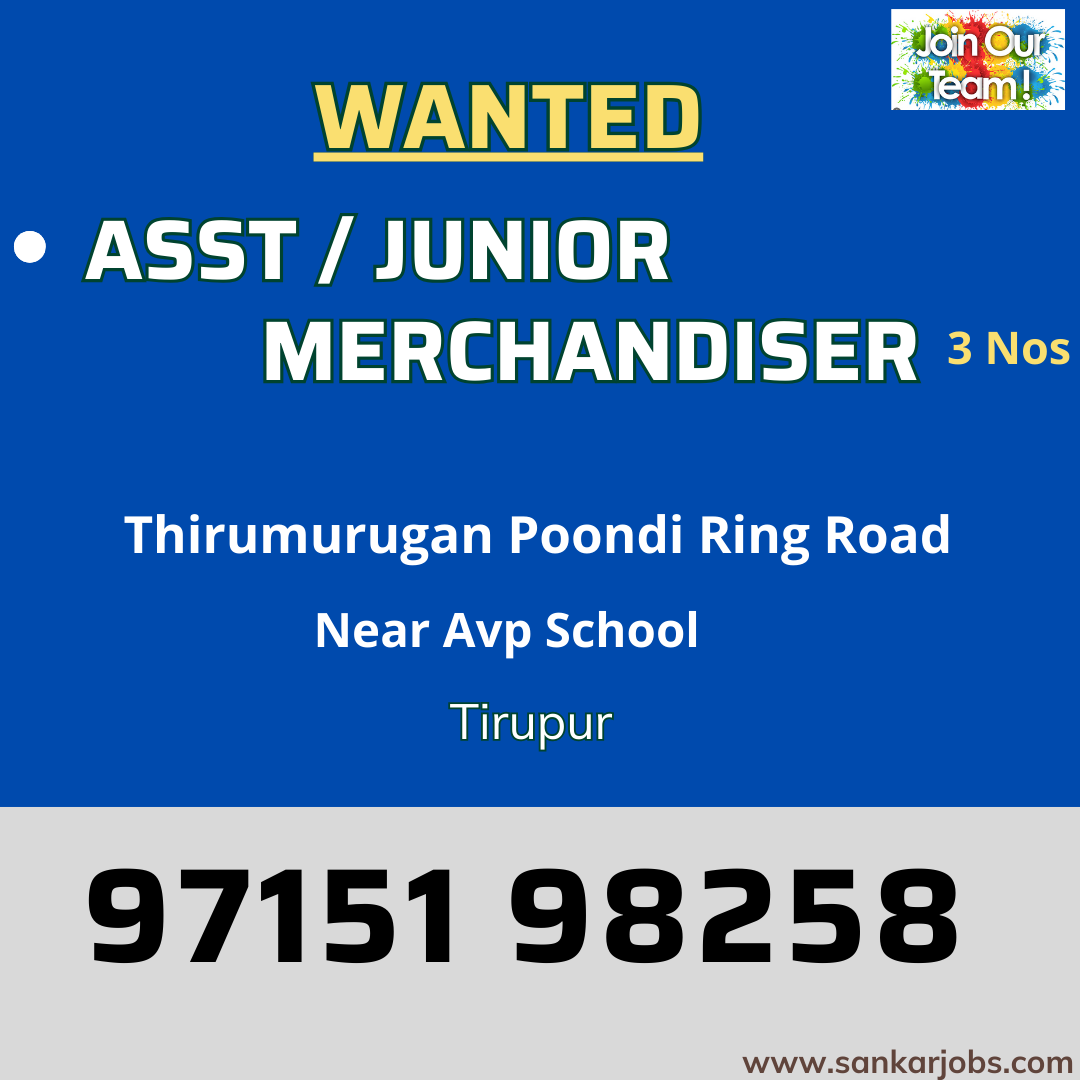 Join Our
Team !
WANTED
• ASST / JUNIOR
MERCHANDISER 3 Nos
Thirumurugan Poondi Ring Road
Near Avp School
Tirupur
97151 98258
www.sankarjobs.com